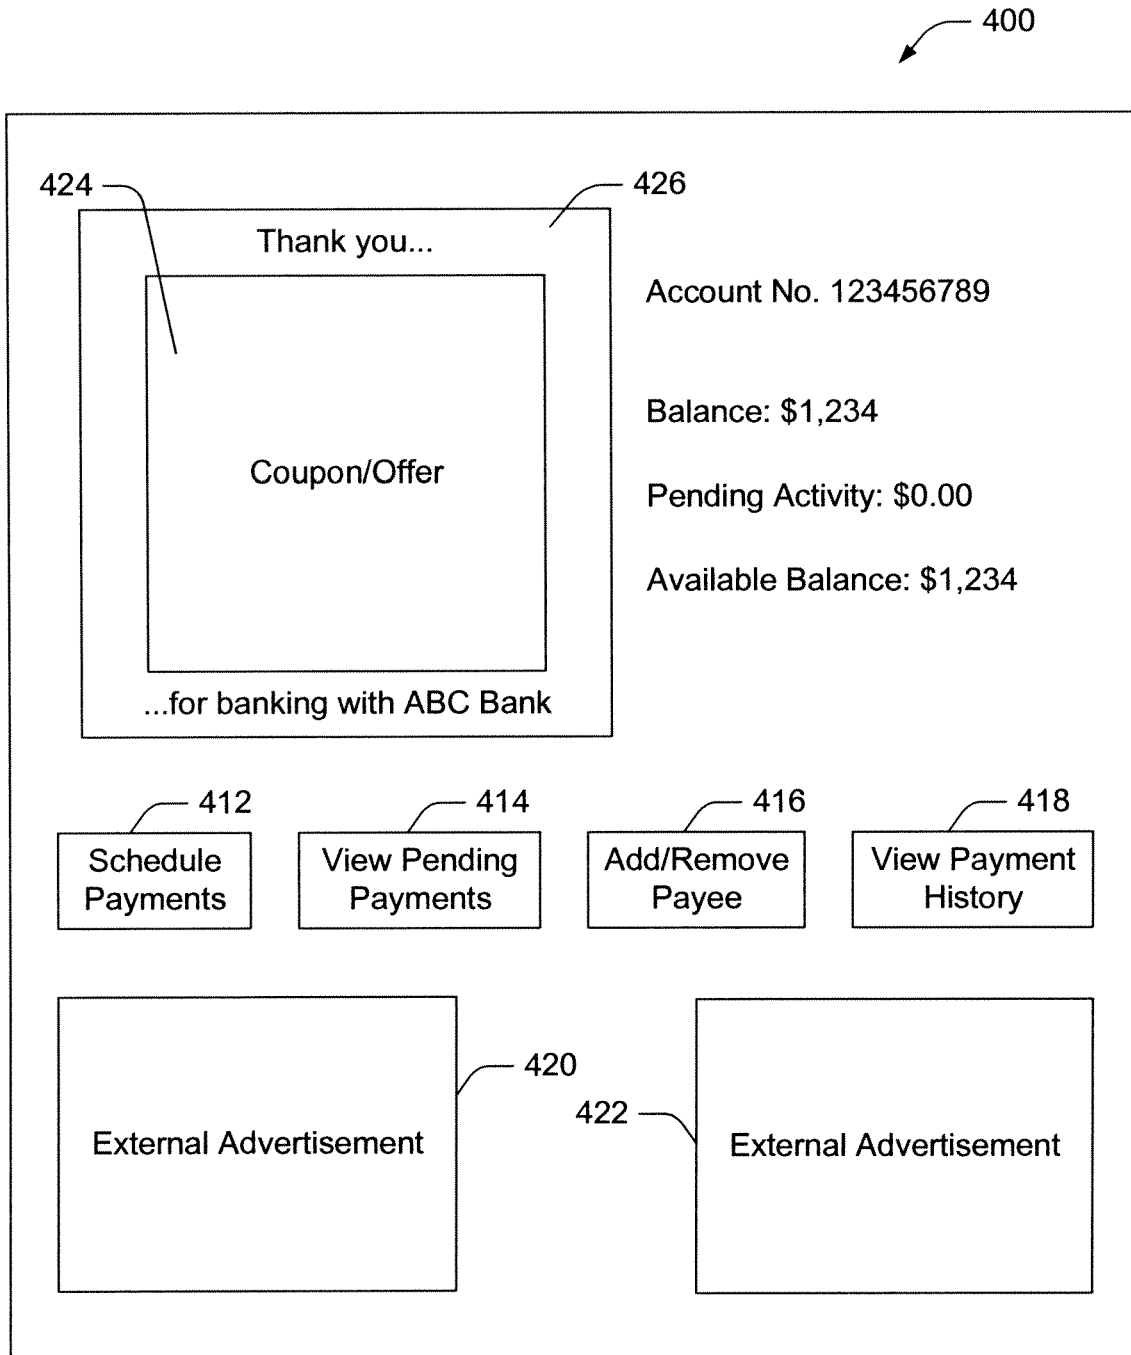 400
424
426
Thank you...
Account No. 123456789
Balance: $1,234
Coupon/Offer
Pending Activity: $0.00
Available Balance: $1,234
...for banking with ABC Bank
412
414
416
418
Schedule
Payments
View Pending
Payments
Add/Remove
Payee
View Payment
History
420
422
External Advertisement
External Advertisement